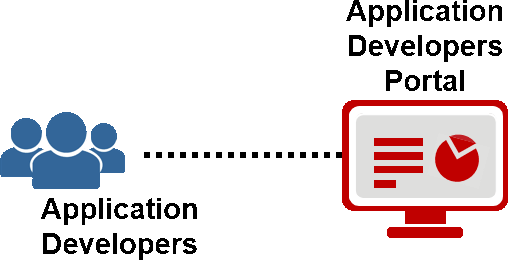 Application
Developers
Portal
Application
Developers